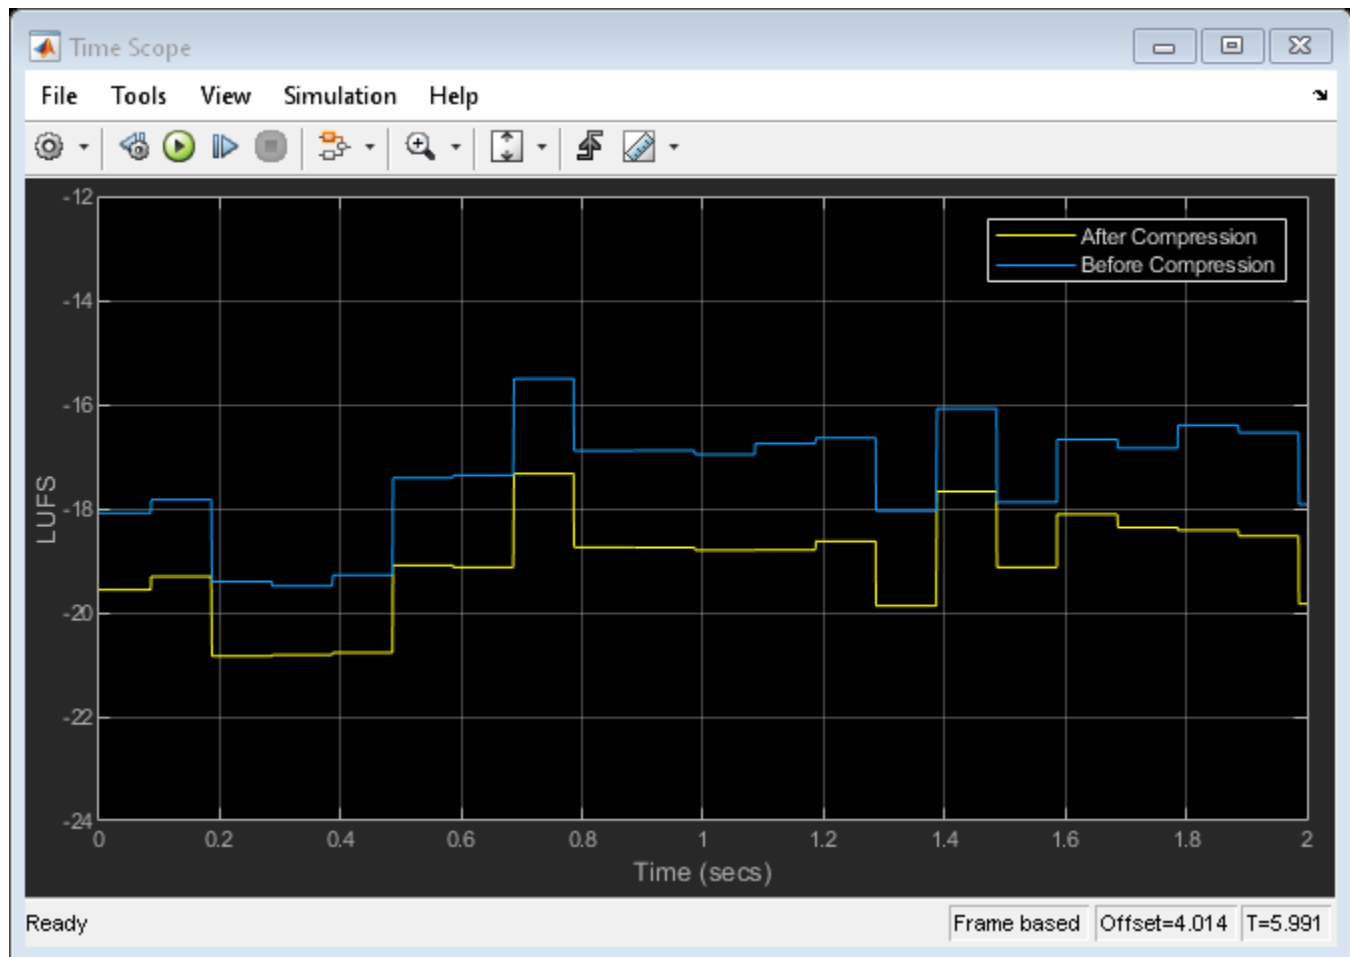 Time Scope
File Tools View Simulation Help
-12
-14
-16
-18
-20
-22
-24
LUFS
After Compression
Before Compression
0 0.2 0.4 0.6 0.8 1 1.2 1.4 1.6 1.8 2
Time (secs)
Ready Frame based Offset=4.014 T=5.991